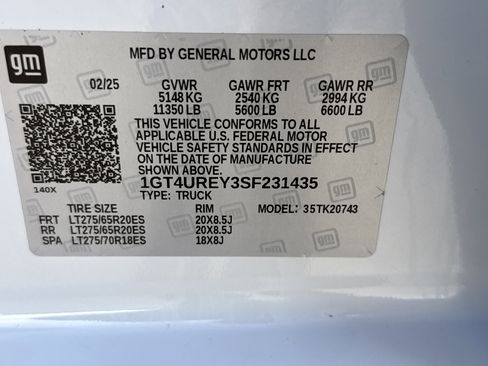 gm
MFD BY GENERAL MOTORS LLC
02/25 GVWR GAWR FRT GAWR RR
5148 KG 2540 KG 2994 KG
11350 LB 5600 LB 6600 LB
THIS VEHICLE CONFORMS TO ALL
APPLICABLE U.S. FEDERAL MOTOR
VEHICLE SAFETY STANDARDS IN EFFECT
ON THE DATE OF MANUFACTURE
SHOWN ABOVE.
140X 1GT4UREY3SF231435
TYPE: TRUCK
TIRE SIZE RIM MODEL: 35TK20743
FRT LT275/65R20ES 20X8.5J
RR LT275/65R20ES 20X8.5J
SPA LT275/70R18ES 18X8J